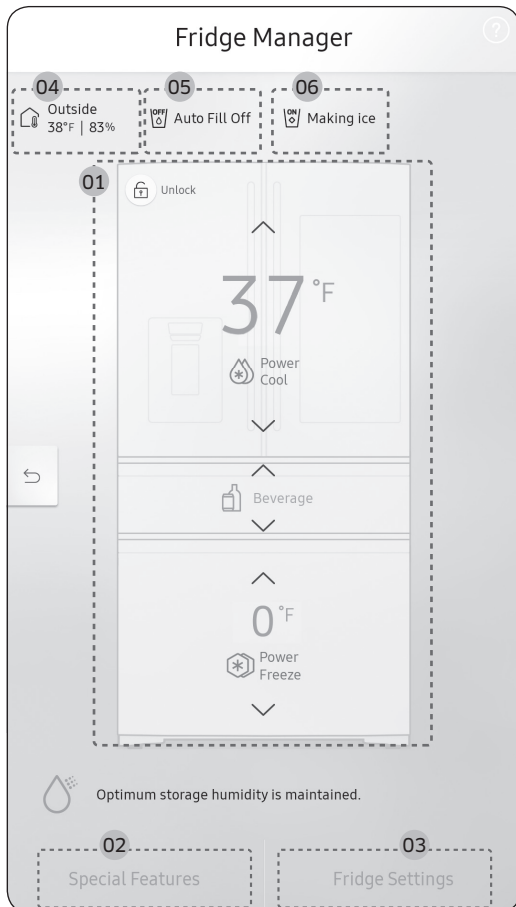 Fridge Manager
?
04
05
06
Outside
38°F | 83%
OFF
Auto Fill Off
ON
Making ice
01
Unlock
37 °F
Power
Cool
Beverage
0 °F
Power
Freeze
Optimum storage humidity is maintained.
02
03
Special Features
Fridge Settings